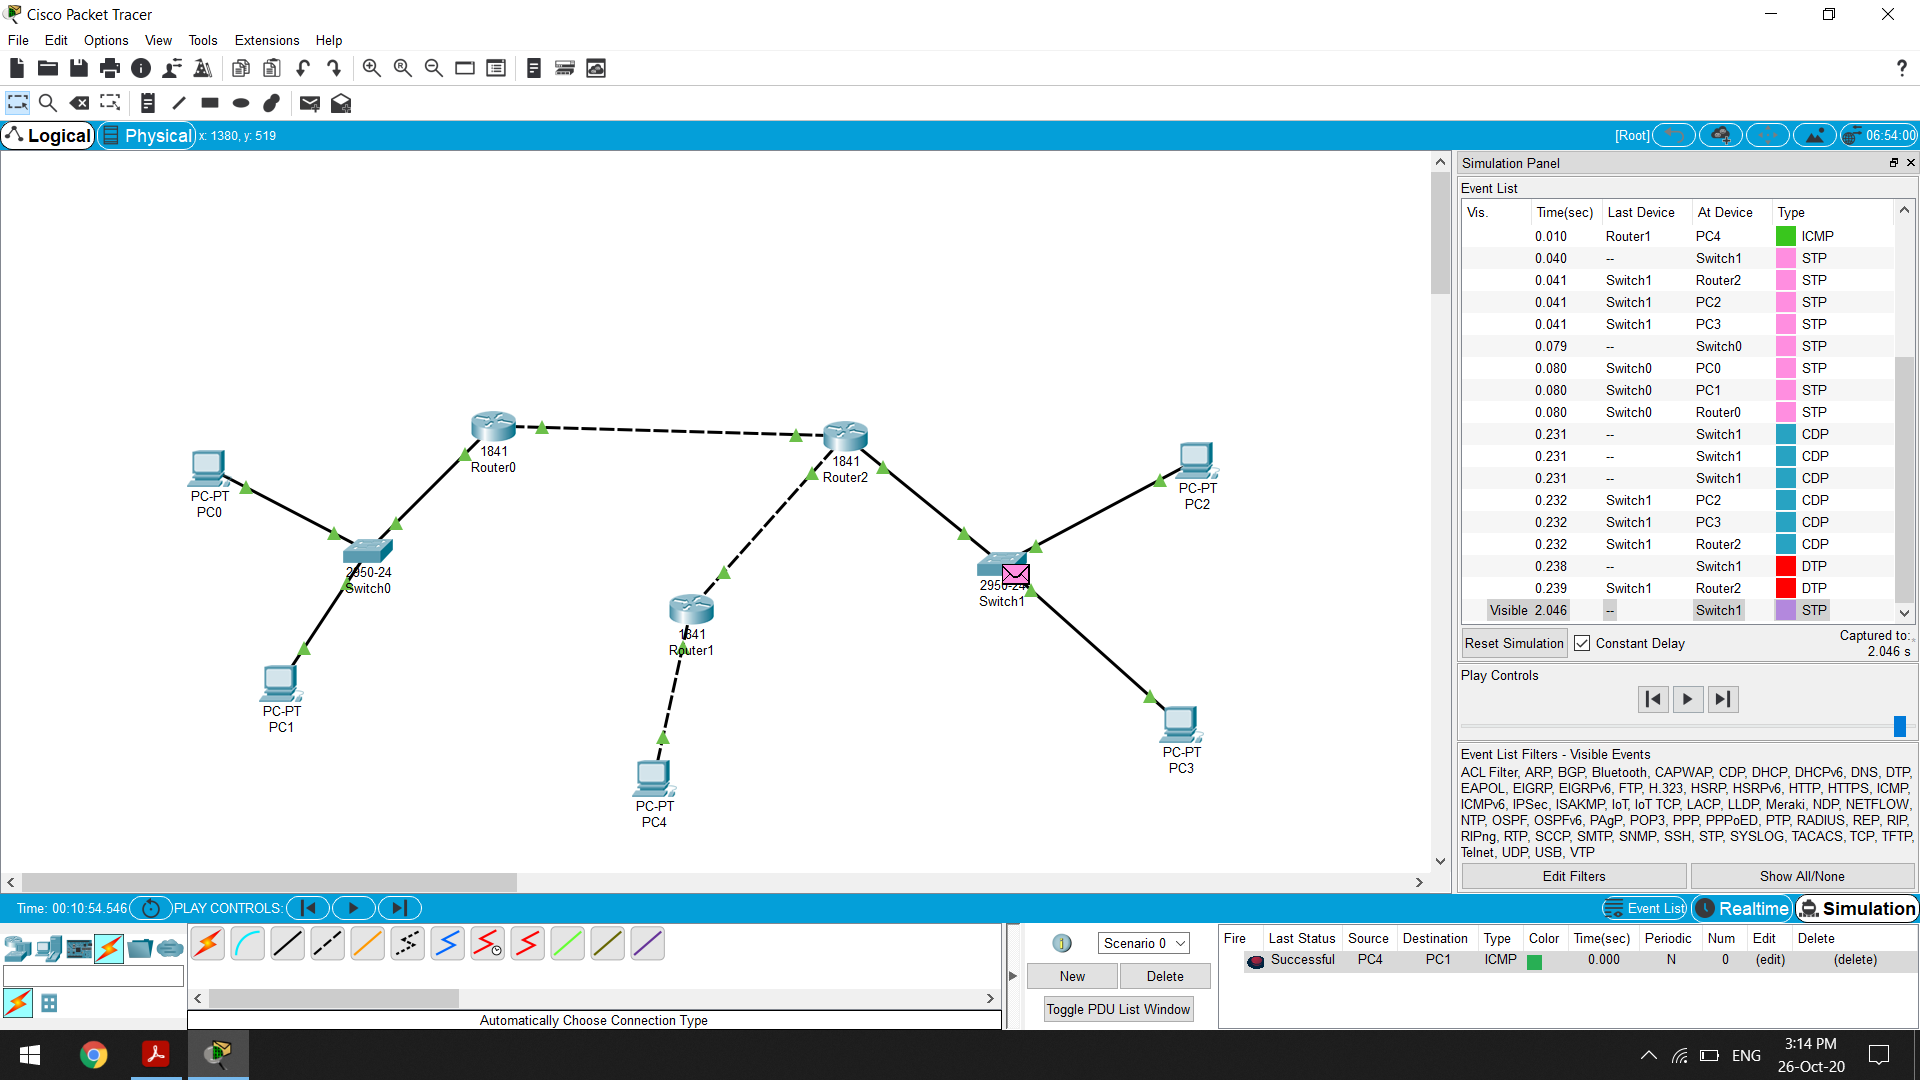 Cisco Packet Tracer
File Edit Options View Tools Extensions Help
Logical Physical x: 1380, y: 519
[Root] 06:54:00
1841
Router0
1841
Router2
PC-PT
PC0
PC-PT
PC2
2950-24
Switch0
2950-24
Switch1
1841
Router1
PC-PT
PC1
PC-PT
PC3
PC-PT
PC4
Simulation Panel
Event List
Vis. Time(sec) Last Device At Device Type
0.010 Router1 PC4 ICMP
0.040 -- Switch1 STP
0.041 Switch1 Router2 STP
0.041 Switch1 PC2 STP
0.041 Switch1 PC3 STP
0.079 -- Switch0 STP
0.080 Switch0 PC0 STP
0.080 Switch0 PC1 STP
0.080 Switch0 Router0 STP
0.231 -- Switch1 CDP
0.231 -- Switch1 CDP
0.231 -- Switch1 CDP
0.232 Switch1 PC2 CDP
0.232 Switch1 PC3 CDP
0.232 Switch1 Router2 CDP
0.238 -- Switch1 DTP
0.239 Switch1 Router2 DTP
Visible 2.046 -- Switch1 STP
Reset Simulation Constant Delay Captured to:
2.046 s
Play Controls
Event List Filters - Visible Events
ACL Filter, ARP, BGP, Bluetooth, CAPWAP, CDP, DHCP, DHCPv6, DNS, DTP,
EAPOL, EIGRP, EIGRPv6, FTP, H.323, HSRP, HSRPv6, HTTP, HTTPS, ICMP,
ICMPv6, IPSec, ISAKMP, IoT, IoT TCP, LACP, LLDP, Meraki, NDP, NETFLOW,
NTP, OSPF, OSPFv6, PAgP, POP3, PPP, PPPoED, PTP, RADIUS, REP, RIP,
RIPng, RTP, SCCP, SMTP, SNMP, SSH, STP, SYSLOG, TACACS, TCP, TFTP,
Telnet, UDP, USB, VTP
Edit Filters Show All/None
Time: 00:10:54.546 PLAY CONTROLS: Event List Realtime Simulation
Scenario 0
New Delete
Toggle PDU List Window
Fire Last Status Source Destination Type Color Time(sec) Periodic Num Edit Delete
Successful PC4 PC1 ICMP 0.000 N 0 (edit) (delete)
Automatically Choose Connection Type
ENG
3:14 PM
26-Oct-20